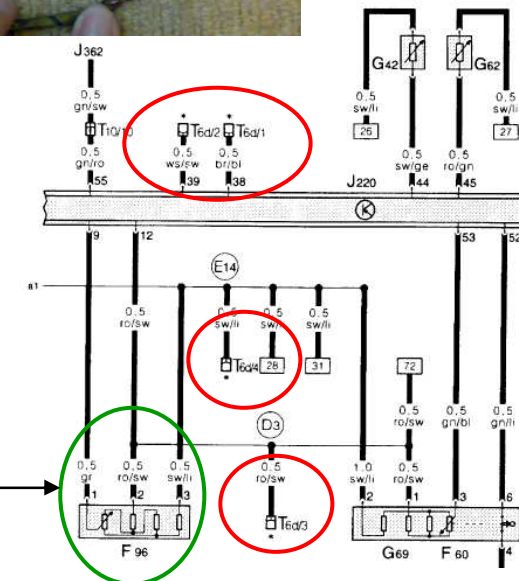 J362
G42
G62
0.5
gn/sw
T10/10
0.5
gn/ro
55
*
T6d/2
*
T6d/1
0.5
ws/sw
39
0.5
br/bl
38
0.5
sw/li
26
0.5
sw/ge
44
0.5
ro/gn
45
0.5
sw/li
27
J220
K
9
12
53
52
E14
a1
0.5
ro/sw
0.5
sw/li
T6d/4
*
28
0.5
sw/li
31
72
0.5
ro/sw
0.5
gn/bl
0.5
gn/li
D3
0.5
gr
0.5
ro/sw
0.5
sw/li
0.5
ro/sw
1.0
sw/li
0.5
ro/sw
1
2
3
T6d/3
*
2
1
3
6
F 96
G69
F 60
4